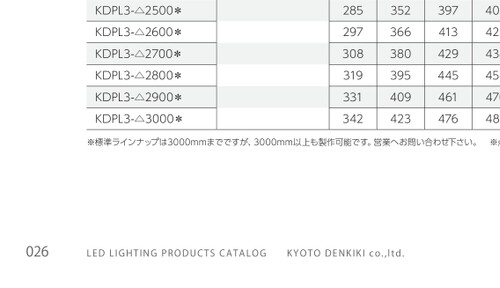 KDPL3-△2500＊ 285 352 397 40
KDPL3-△2600＊ 297 366 413 42
KDPL3-△2700＊ 308 380 429 43
KDPL3-△2800＊ 319 395 445 45
KDPL3-△2900＊ 331 409 461 47
KDPL3-△3000＊ 342 423 476 48
※標準ラインナップは3000mmまでですが、3000mm以上も製作可能です。営業へお問い合わせ下さい。 ※
026 LED LIGHTING PRODUCTS CATALOG KYOTO DENKIKI co.,ltd.